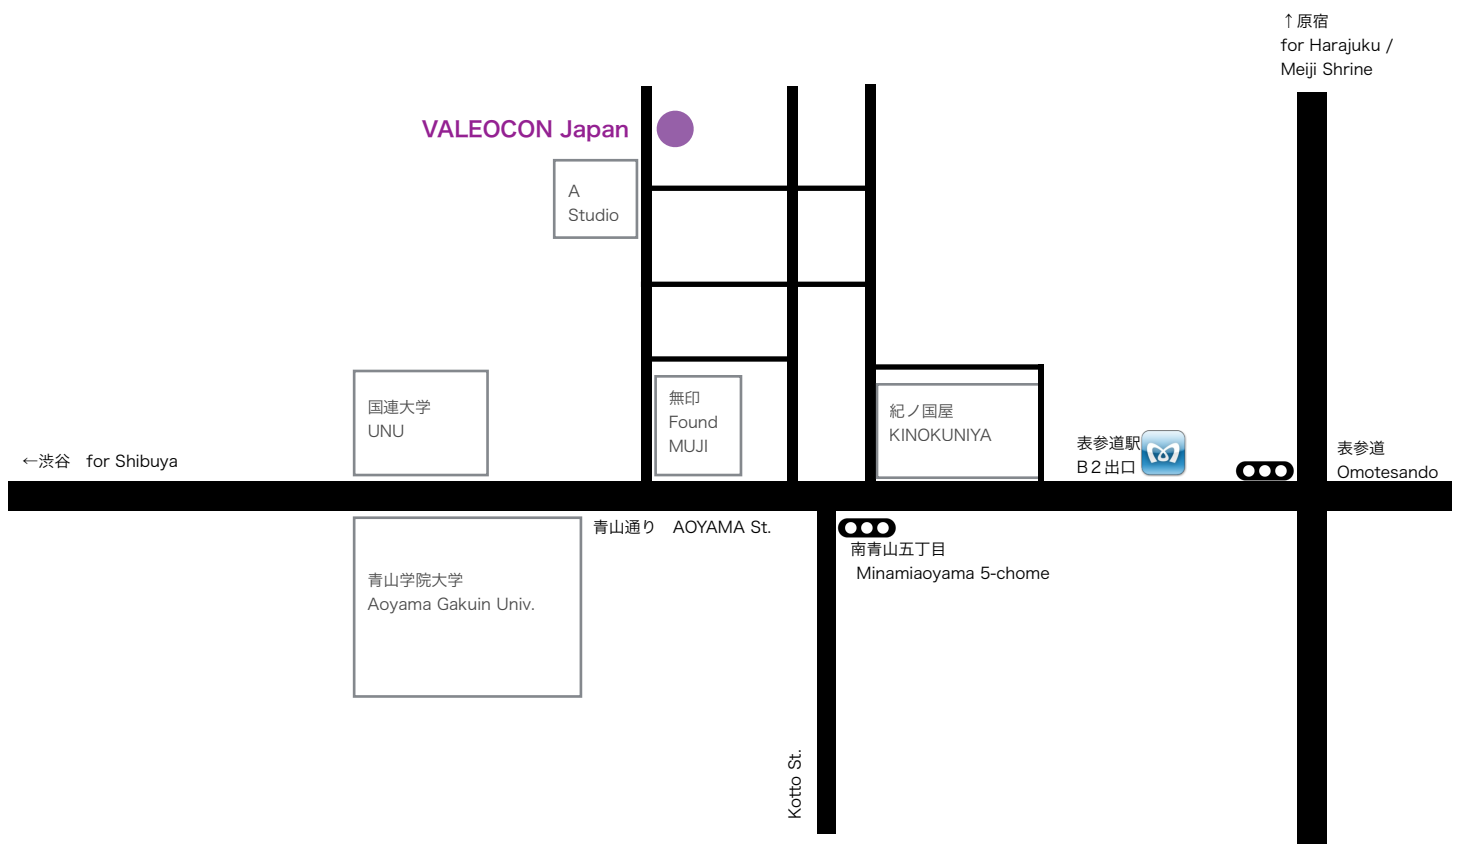 ↑原宿
for Harajuku /
Meiji Shrine
VALEOCON Japan
A
Studio
国連大学
UNU
無印
Found
MUJI
紀ノ国屋
KINOKUNIYA
表参道駅
B２出口
表参道
Omotesando
←渋谷　for Shibuya
青山通り　AOYAMA St.
南青山五丁目
Minamiaoyama 5-chome
青山学院大学
Aoyama Gakuin Univ.
Kotto St.